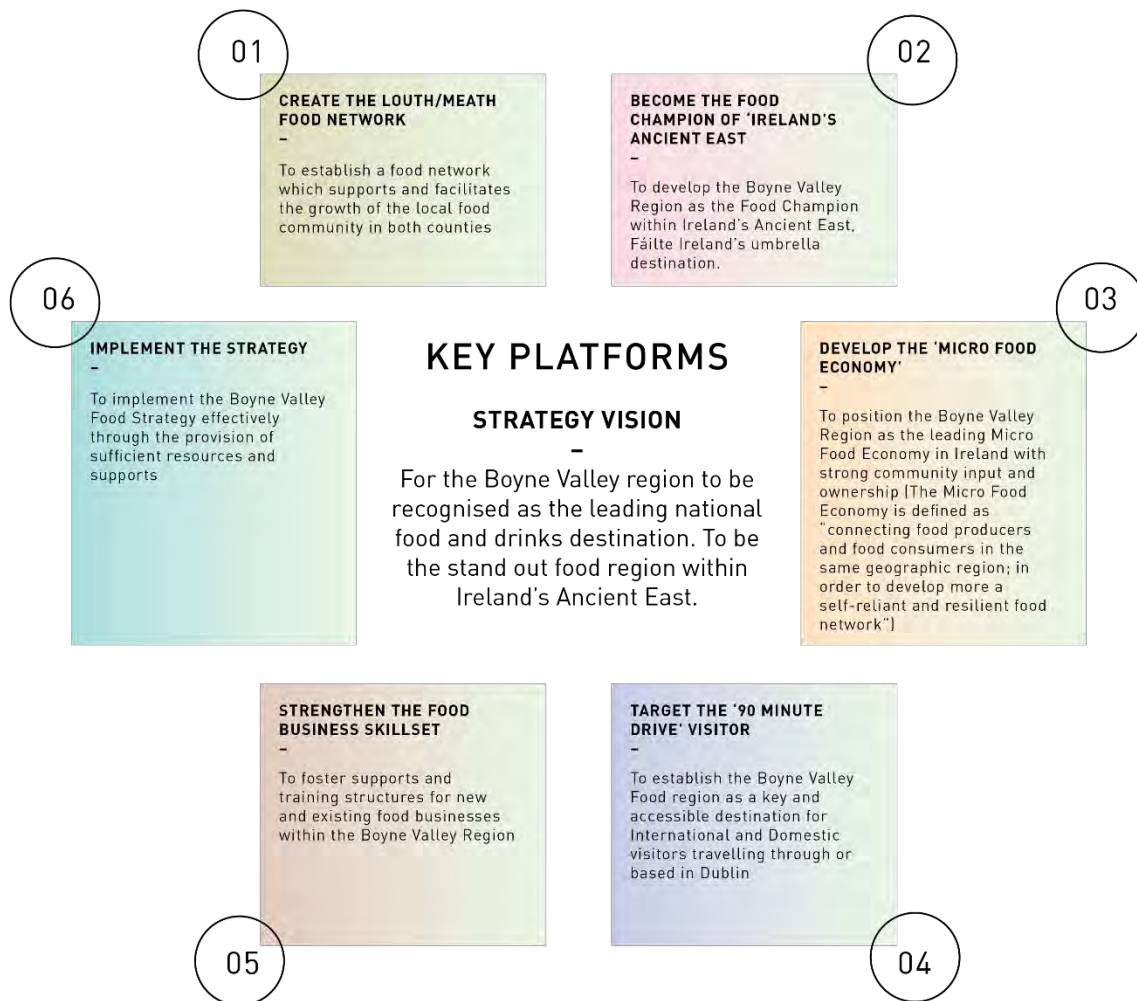 01
CREATE THE LOUTH/MEATH
FOOD NETWORK
–
To establish a food network
which supports and facilitates
the growth of the local food
community in both counties
02
BECOME THE FOOD
CHAMPION OF ‘IRELAND’S
ANCIENT EAST
–
To develop the Boyne Valley
Region as the Food Champion
within Ireland’s Ancient East,
Fáilte Ireland’s umbrella
destination.
06
IMPLEMENT THE STRATEGY
–
To implement the Boyne Valley
Food Strategy effectively
through the provision of
sufficient resources and
supports
KEY PLATFORMS
STRATEGY VISION
–
For the Boyne Valley region to be
recognised as the leading national
food and drinks destination. To be
the stand out food region within
Ireland’s Ancient East.
03
DEVELOP THE ‘MICRO FOOD
ECONOMY’
–
To position the Boyne Valley
Region as the leading Micro
Food Economy in Ireland with
strong community input and
ownership (The Micro Food
Economy is defined as
“connecting food producers
and food consumers in the
same geographic region; in
order to develop more a
self-reliant and resilient food
network”)
STRENGTHEN THE FOOD
BUSINESS SKILLSET
–
To foster supports and
training structures for new
and existing food businesses
within the Boyne Valley Region
05
TARGET THE ‘90 MINUTE
DRIVE’ VISITOR
–
To establish the Boyne Valley
Food region as a key and
accessible destination for
International and Domestic
visitors travelling through or
based in Dublin
04